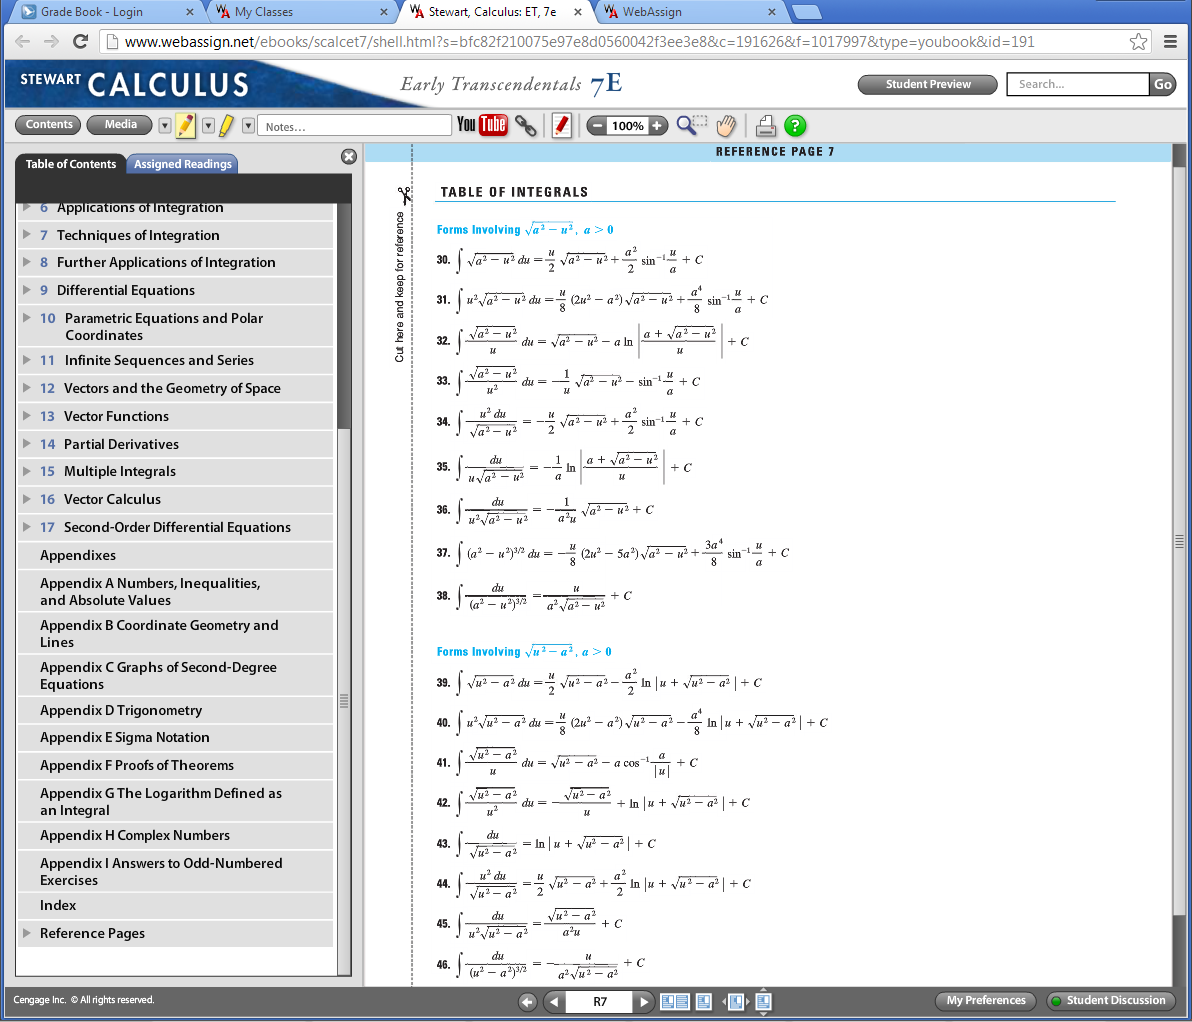 Grade Book - Login
My Classes
Stewart, Calculus: ET, 7e
WebAssign
www.webassign.net/ebooks/scalcet7/shell.html?s=bfc82f210075e97e8d0560042f3ee3e8&c=191626&f=1017997&type=youbook&id=191
STEWART CALCULUS
Early Transcendentals 7E
Student Preview
Search...
Go
Contents
Media
Notes...
You Tube
100%
?
Table of Contents
Assigned Readings
6 Applications of Integration
7 Techniques of Integration
8 Further Applications of Integration
9 Differential Equations
10 Parametric Equations and Polar
Coordinates
11 Infinite Sequences and Series
12 Vectors and the Geometry of Space
13 Vector Functions
14 Partial Derivatives
15 Multiple Integrals
16 Vector Calculus
17 Second-Order Differential Equations
Appendixes
Appendix A Numbers, Inequalities,
and Absolute Values
Appendix B Coordinate Geometry and
Lines
Appendix C Graphs of Second-Degree
Equations
Appendix D Trigonometry
Appendix E Sigma Notation
Appendix F Proofs of Theorems
Appendix G The Logarithm Defined as
an Integral
Appendix H Complex Numbers
Appendix I Answers to Odd-Numbered
Exercises
Index
Reference Pages
REFERENCE PAGE 7
Cut here and keep for reference
TABLE OF INTEGRALS
Forms Involving √(a² − u²), a > 0
30. ∫ √(a² − u²) du = u/2 √(a² − u²) + a²/2 sin⁻¹ u/a + C
31. ∫ u²√(a² − u²) du = u/8 (2u² − a²) √(a² − u²) + a⁴/8 sin⁻¹ u/a + C
32. ∫ √(a² − u²)/u du = √(a² − u²) − a ln |(a + √(a² − u²))/u| + C
33. ∫ √(a² − u²)/u² du = −1/u √(a² − u²) − sin⁻¹ u/a + C
34. ∫ u² du/√(a² − u²) = −u/2 √(a² − u²) + a²/2 sin⁻¹ u/a + C
35. ∫ du/(u√(a² − u²)) = −1/a ln |(a + √(a² − u²))/u| + C
36. ∫ du/(u²√(a² − u²)) = −1/(a²u) √(a² − u²) + C
37. ∫ (a² − u²)^(3/2) du = −u/8 (2u² − 5a²)√(a² − u²) + 3a⁴/8 sin⁻¹ u/a + C
38. ∫ du/(a² − u²)^(3/2) = u/(a²√(a² − u²)) + C
Forms Involving √(u² − a²), a > 0
39. ∫ √(u² − a²) du = u/2 √(u² − a²) − a²/2 ln |u + √(u² − a²)| + C
40. ∫ u²√(u² − a²) du = u/8 (2u² − a²) √(u² − a²) − a⁴/8 ln |u + √(u² − a²)| + C
41. ∫ √(u² − a²)/u du = √(u² − a²) − a cos⁻¹ a/|u| + C
42. ∫ √(u² − a²)/u² du = −√(u² − a²)/u + ln |u + √(u² − a²)| + C
43. ∫ du/√(u² − a²) = ln |u + √(u² − a²)| + C
44. ∫ u² du/√(u² − a²) = u/2 √(u² − a²) + a²/2 ln |u + √(u² − a²)| + C
45. ∫ du/(u²√(u² − a²)) = √(u² − a²)/(a²u) + C
46. ∫ du/(u² − a²)^(3/2) = −u/(a²√(u² − a²)) + C
Cengage Inc. © All rights reserved.
R7
My Preferences
Student Discussion